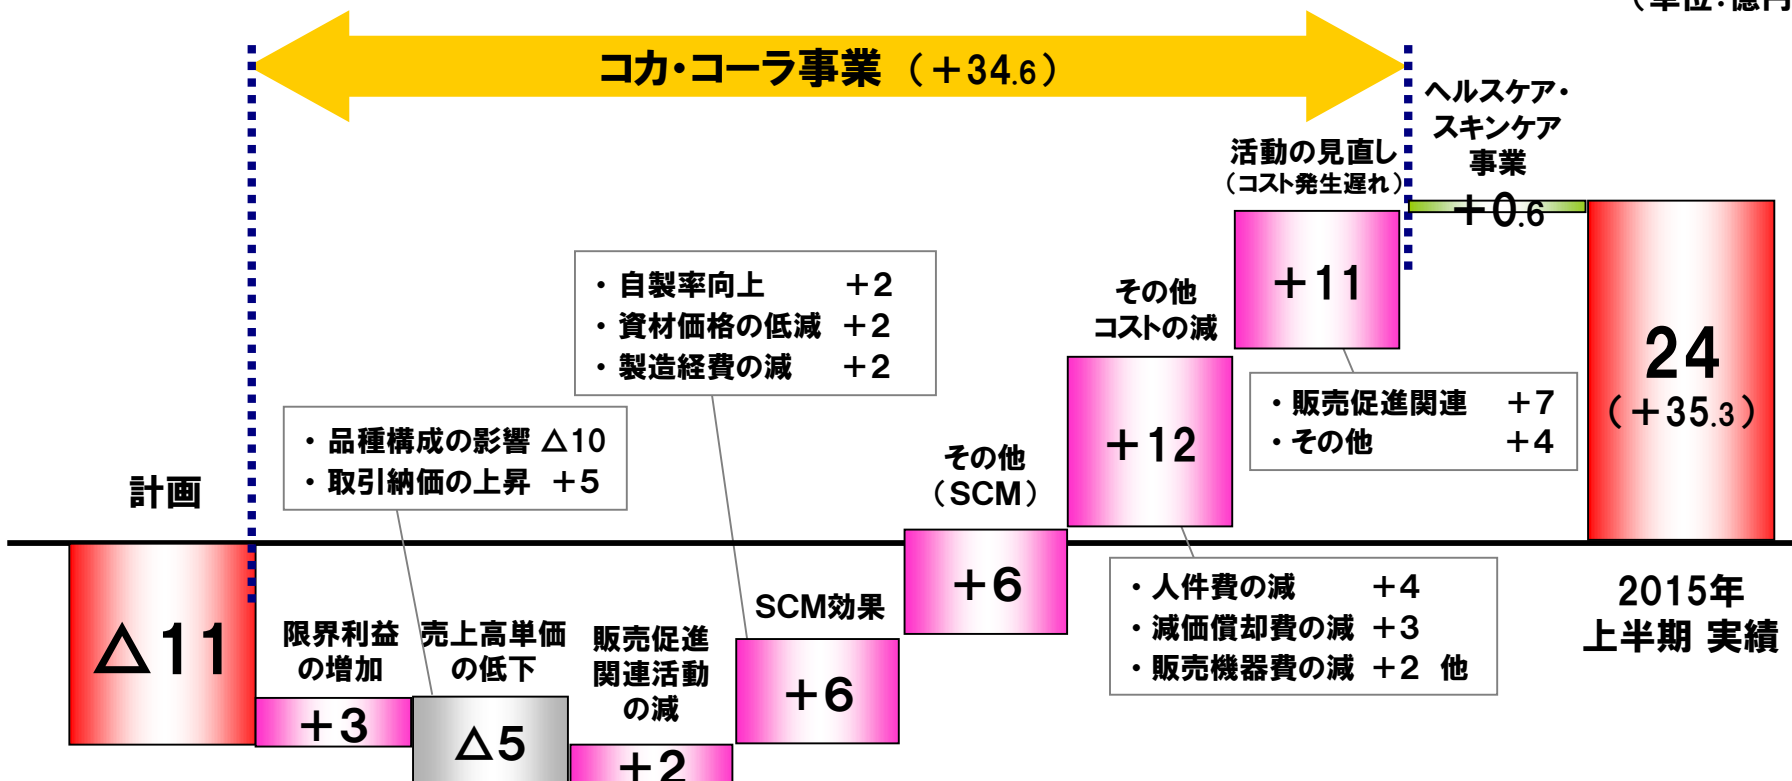 （単位：億円
コカ・コーラ事業 （＋34.6）
ヘルスケア・
スキンケア
事業
＋0.6
活動の見直し
（コスト発生遅れ）
＋11
・販売促進関連 ＋7
・その他 ＋4
その他
コストの減
＋12
・人件費の減 ＋4
・減価償却費の減 ＋3
・販売機器費の減 ＋2 他
・自製率向上 ＋2
・資材価格の低減 ＋2
・製造経費の減 ＋2
・品種構成の影響 △10
・取引納価の上昇 ＋5
その他
（SCM）
＋6
計画
△11
限界利益
の増加
＋3
売上高単価
の低下
△5
販売促進
関連活動
の減
＋2
SCM効果
＋6
24
（＋35.3）
2015年
上半期 実績